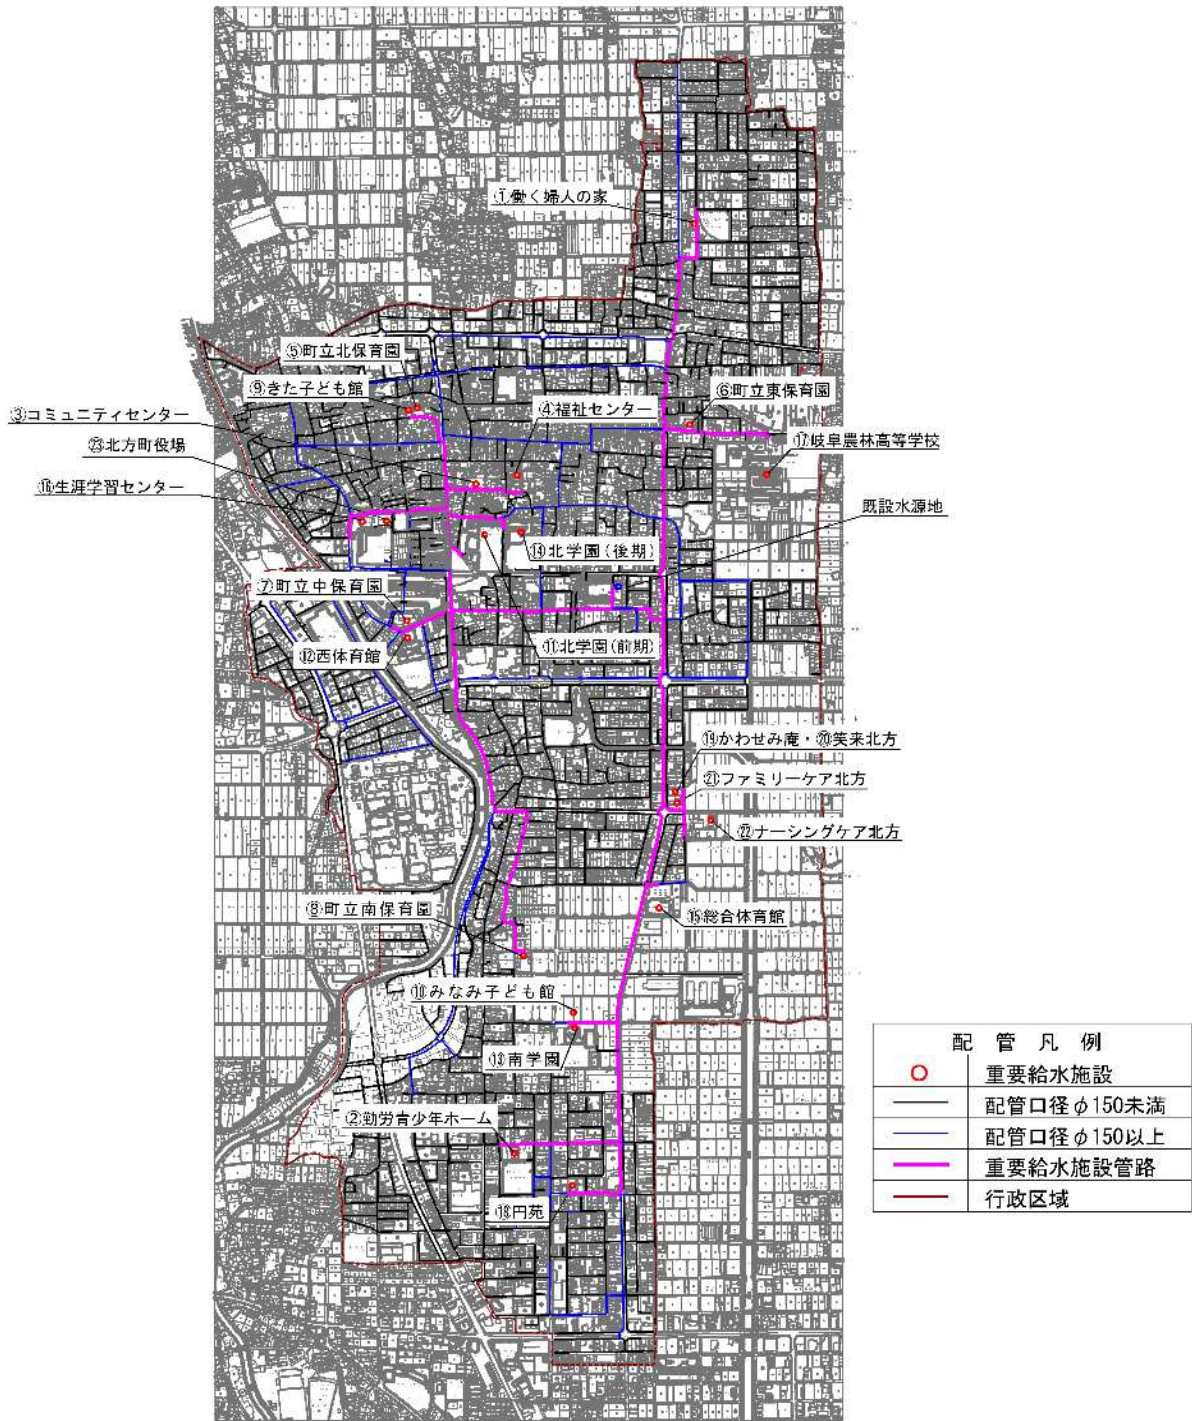 ①働く婦人の家
⑤町立北保育園
⑨きた子ども館
⑥町立東保育園
③コミュニティセンター
④福祉センター
㉓北方町役場
⑰岐阜農林高等学校
⑯生涯学習センター
既設水源地
⑭北学園(後期)
⑦町立中保育園
⑪北学園(前期)
⑫西体育館
⑲かわせみ庵・⑳笑来北方
㉑ファミリーケア北方
㉒ナーシングケア北方
⑧町立南保育園
⑮総合体育館
⑩みなみ子ども館
⑬南学園
②勤労青少年ホーム
⑱円苑
配管凡例
重要給水施設
配管口径φ150未満
配管口径φ150以上
重要給水施設管路
行政区域